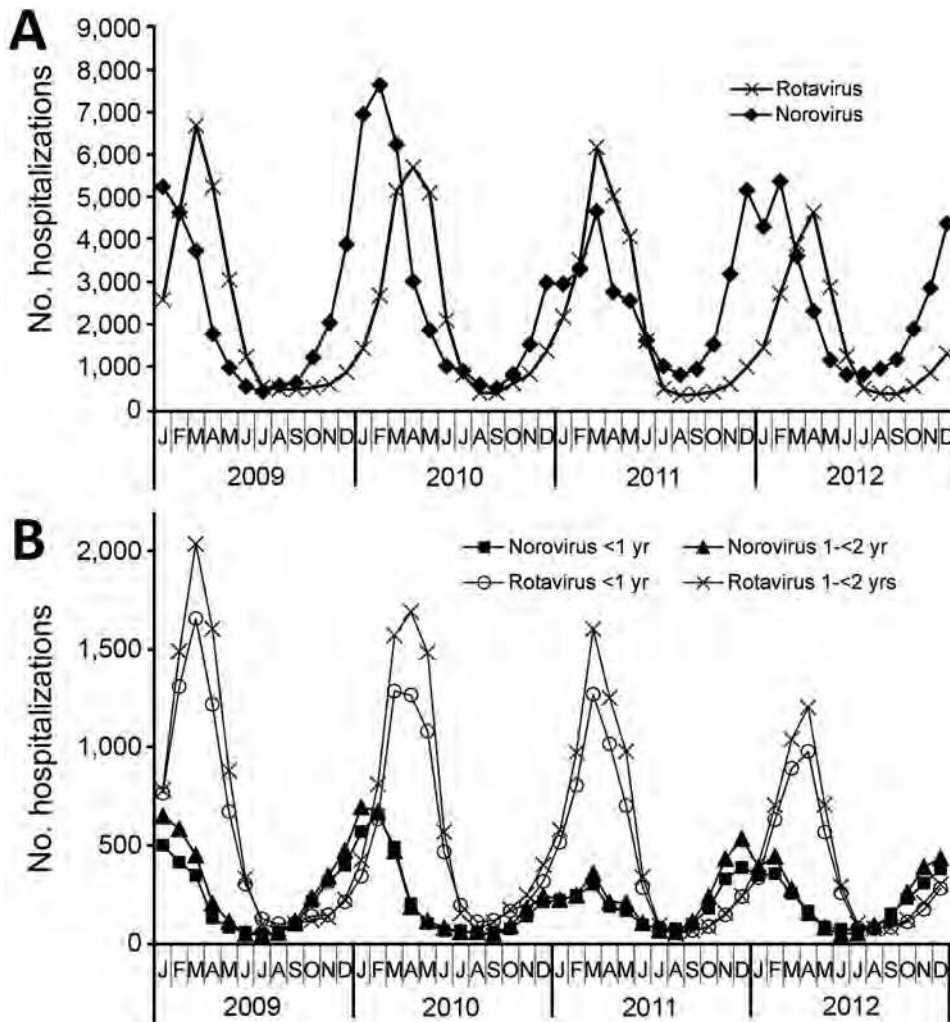 A
9,000
8,000
7,000
6,000
5,000
4,000
3,000
2,000
1,000
0
No. hospitalizations
Rotavirus
Norovirus
J F M A M J J A S O N D J F M A M J J A S O N D J F M A M J J A S O N D J F M A M J J A S O N D
2009 2010 2011 2012
B
2,000
1,500
1,000
500
0
No. hospitalizations
Norovirus <1 yr Norovirus 1-<2 yr
Rotavirus <1 yr Rotavirus 1-<2 yrs
J F M A M J J A S O N D J F M A M J J A S O N D J F M A M J J A S O N D J F M A M J J A S O N D
2009 2010 2011 2012